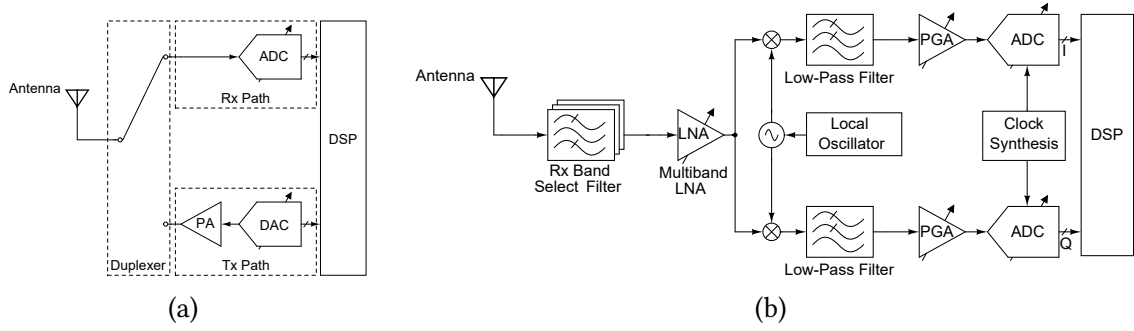 Antenna
ADC
Rx Path
DSP
PA
DAC
Duplexer
Tx Path
(a)
Antenna
Rx Band
Select Filter
LNA
Multiband
LNA
Low-Pass Filter
PGA
ADC
I
Local
Oscillator
Clock
Synthesis
DSP
Low-Pass Filter
PGA
ADC
Q
(b)